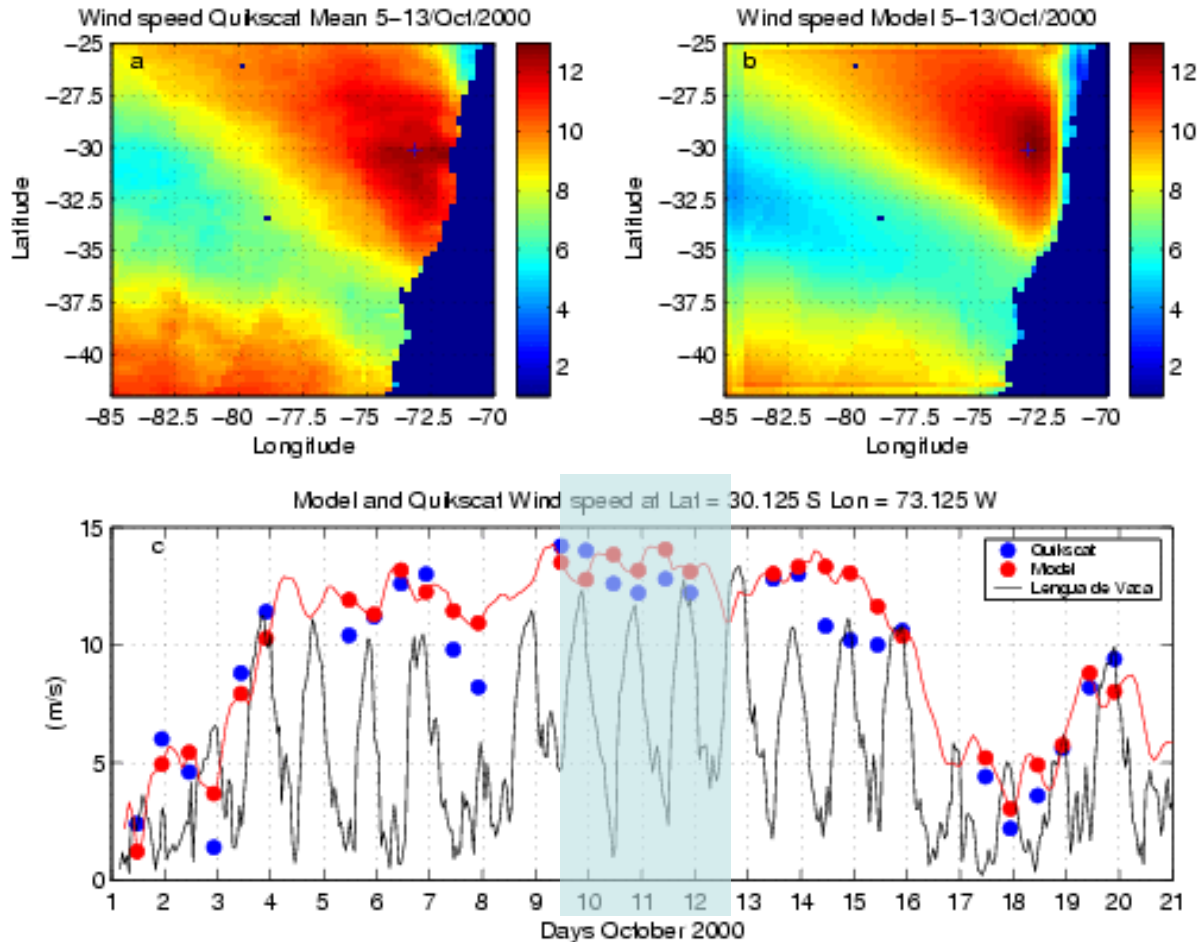 Wind speed Quikscat Mean 5-13/Oct/2000
Wind speed Model 5-13/Oct/2000
a
-25
-27.5
-30
-32.5
-35
-37.5
-40
Latitude
-85 -82.5 -80 -77.5 -75 -72.5 -70
Longitude
12
10
8
6
4
2
b
-25
-27.5
-30
-32.5
-35
-37.5
-40
Latitude
-85 -82.5 -80 -77.5 -75 -72.5 -70
Longitude
12
10
8
6
4
2
Model and Quikscat Wind speed at Lat = 30.125 S Lon = 73.125 W
c
15
10
5
0
(m/s)
Quikscat
Model
Lengua de Vaca
1 2 3 4 5 6 7 8 9 10 11 12 13 14 15 16 17 18 19 20 21
Days October 2000